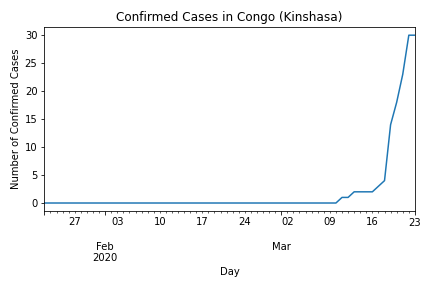 Confirmed Cases in Congo (Kinshasa)
Number of Confirmed Cases
30
25
20
15
10
5
0
27 03 10 17 24 02 09 16 23
Feb Mar
2020
Day